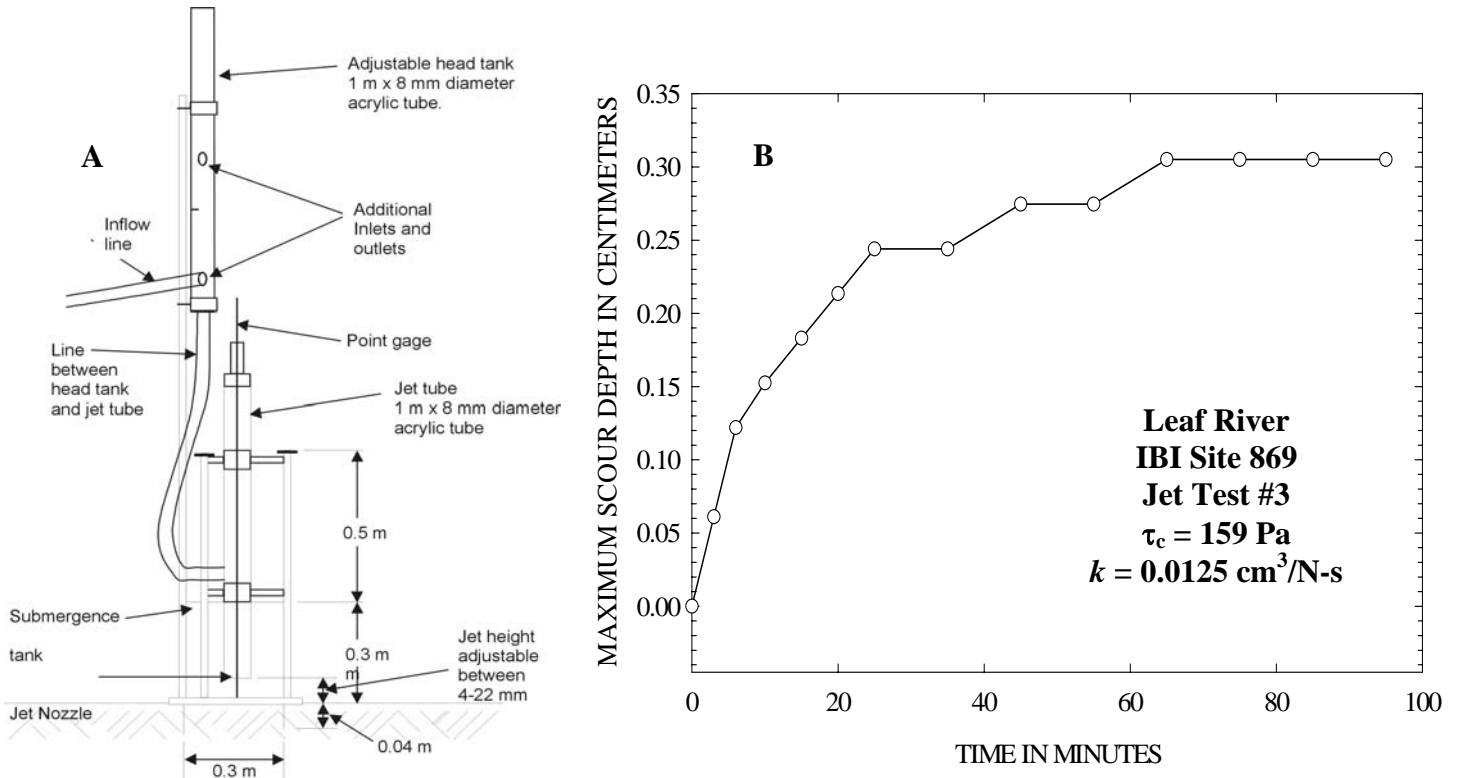 A
Adjustable head tank
1 m x 8 mm diameter
acrylic tube.
Additional
Inlets and
outlets
Inflow
line
Point gage
Line
between
head tank
and jet tube
Jet tube
1 m x 8 mm diameter
acrylic tube
0.5 m
Submergence
tank
0.3 m
m
Jet height
adjustable
between
4-22 mm
Jet Nozzle
0.04 m
0.3 m
B
MAXIMUM SCOUR DEPTH IN CENTIMETERS
0.35
0.30
0.25
0.20
0.15
0.10
0.05
0.00
Leaf River
IBI Site 869
Jet Test #3
τc = 159 Pa
k = 0.0125 cm³/N-s
0 20 40 60 80 100
TIME IN MINUTES